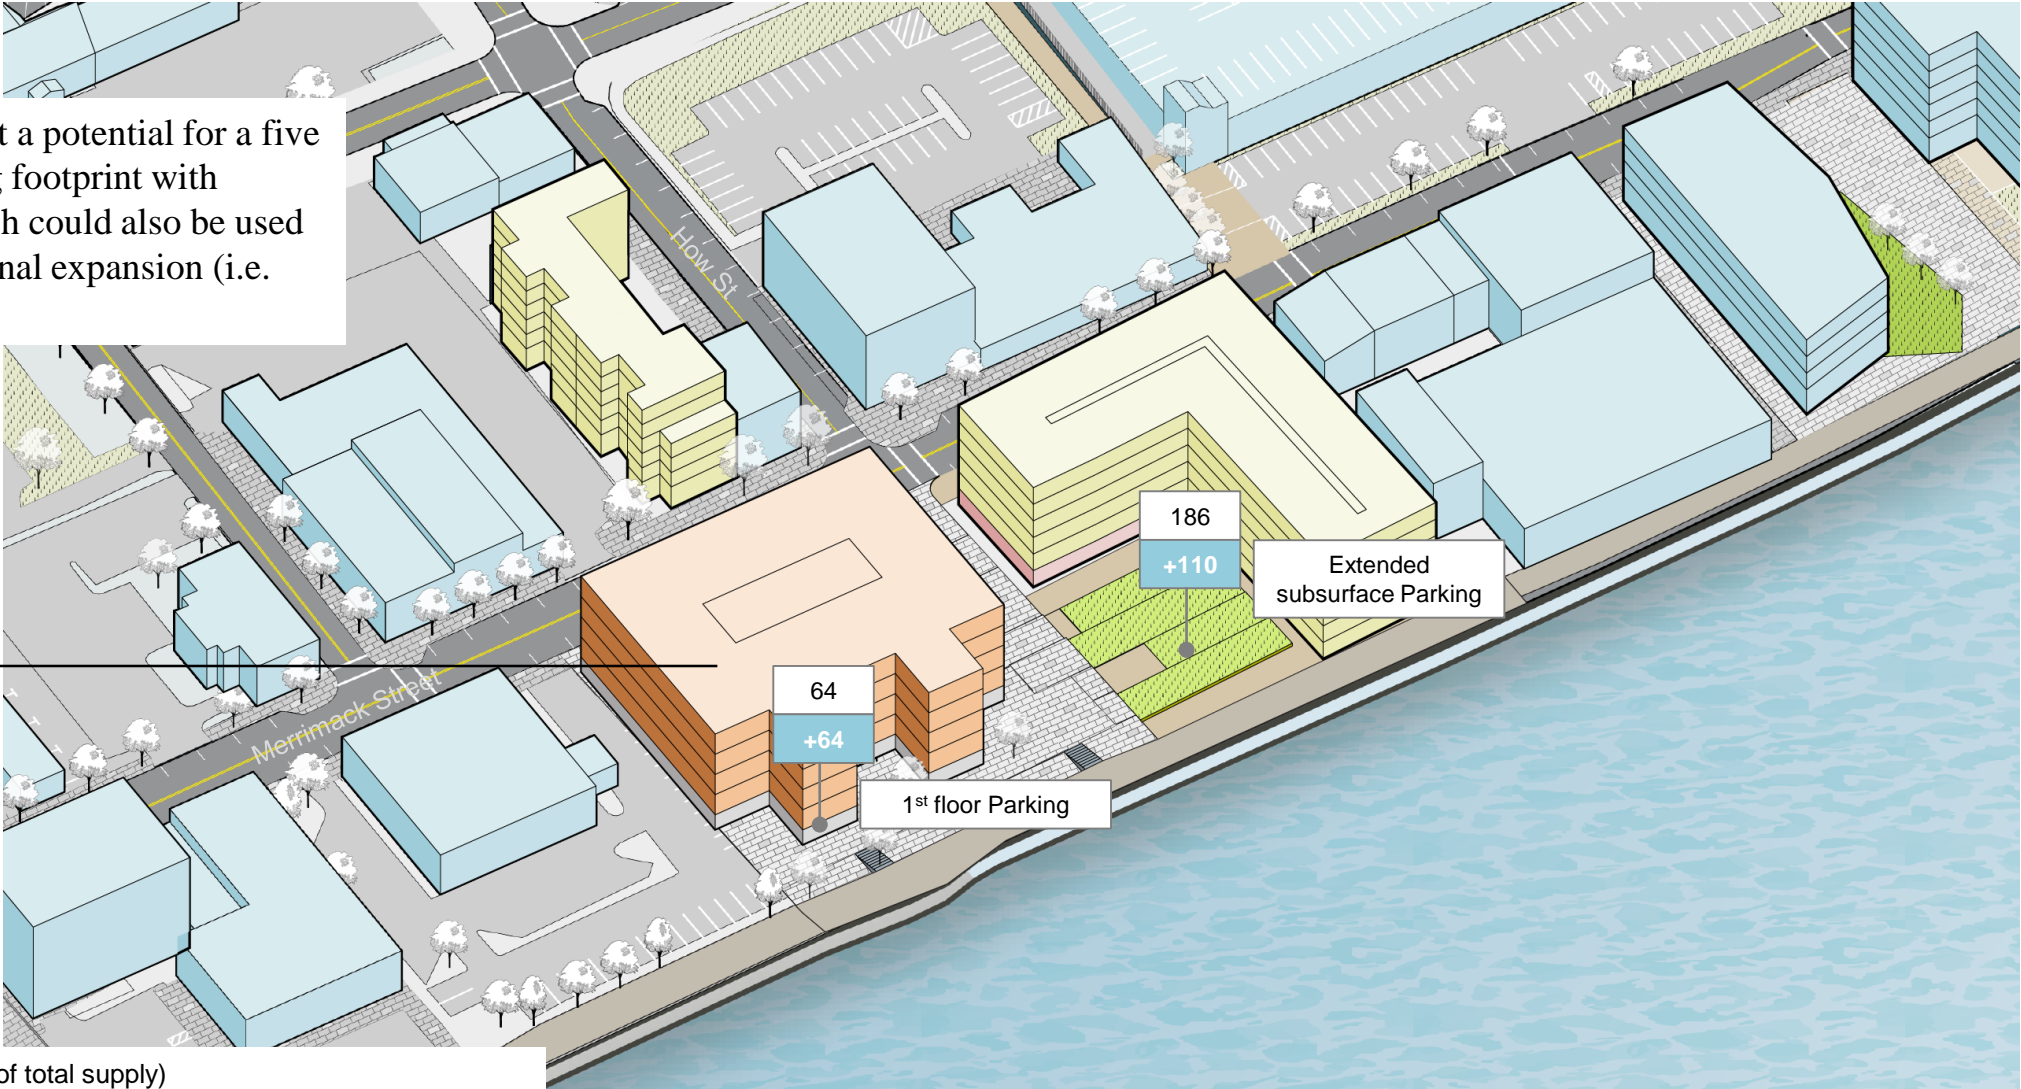 t a potential for a five
g footprint with
h could also be used
nal expansion (i.e.
How St
186
+110
Extended
subsurface Parking
64
+64
1st floor Parking
Merrimack Street
of total supply)